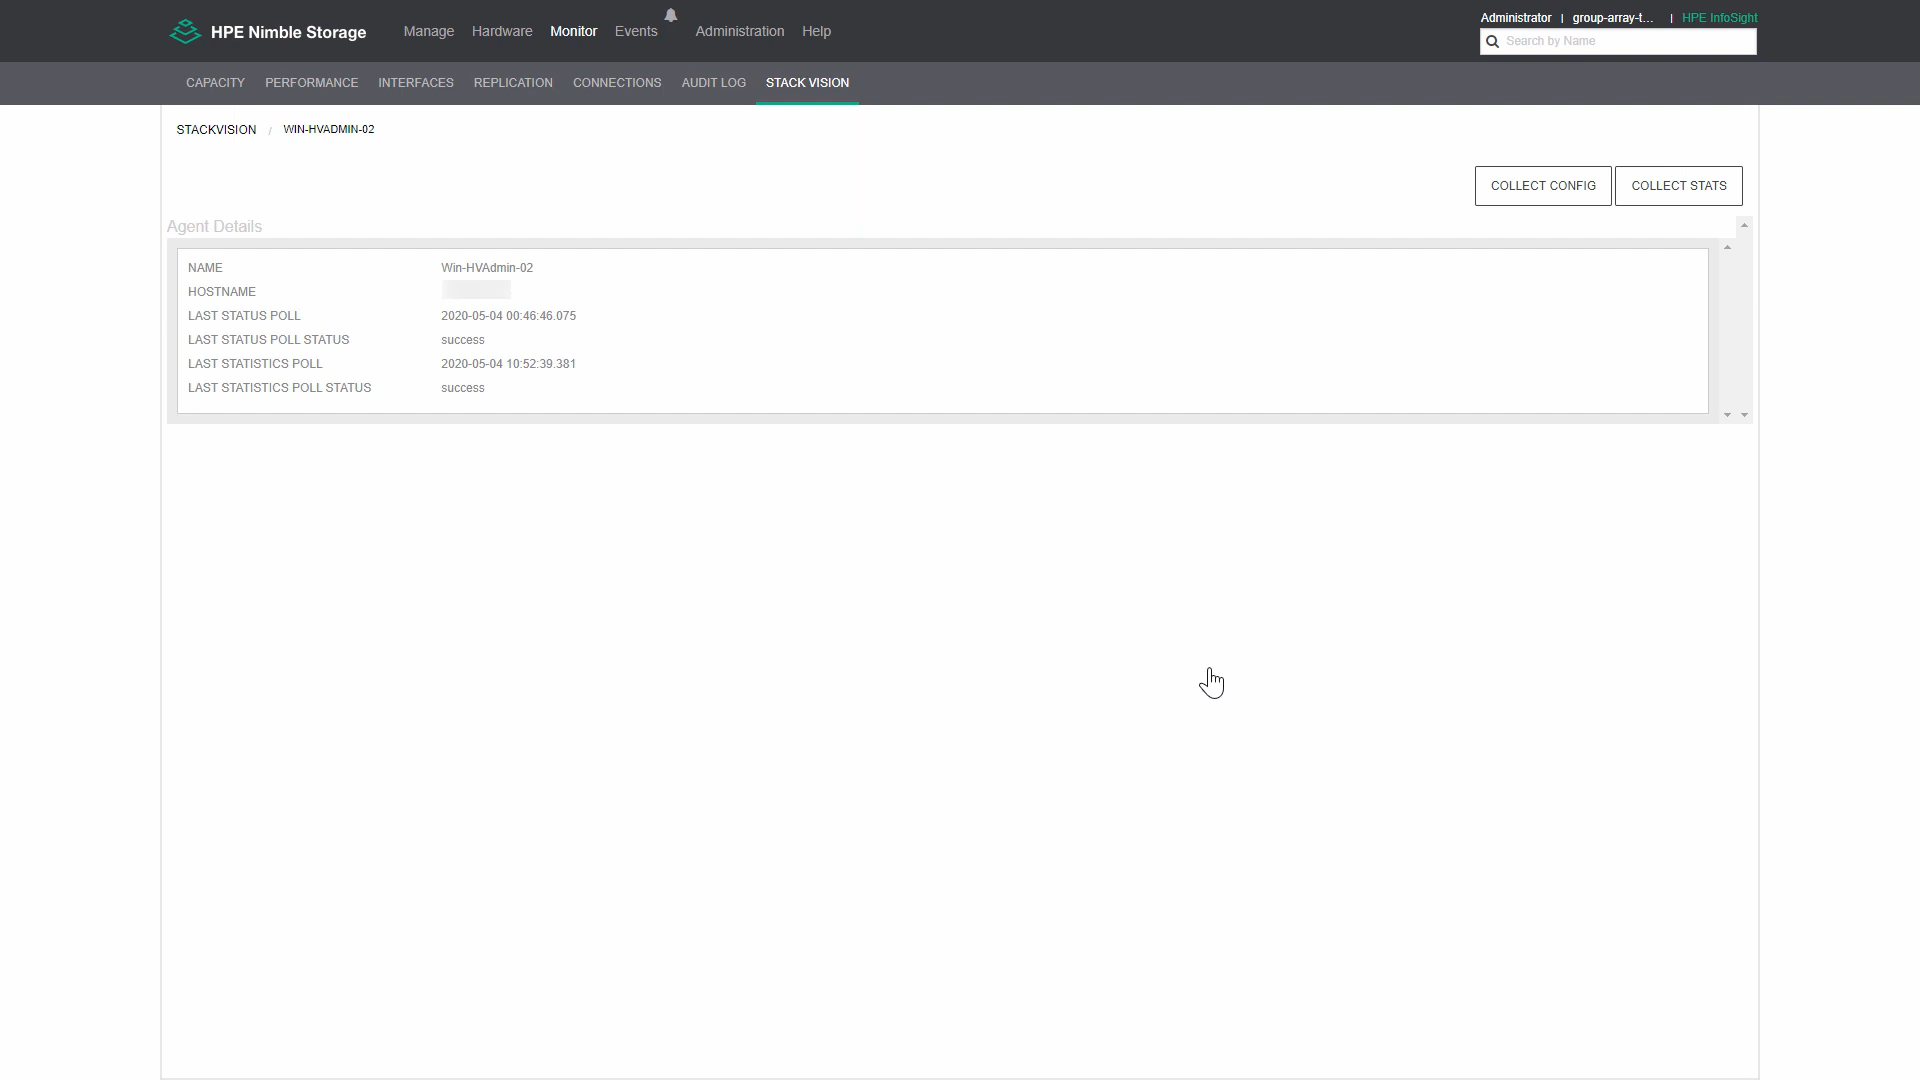 HPE Nimble Storage Manage Hardware Monitor Events Administration Help
Administrator | group-array-t... | HPE InfoSight
Search by Name
CAPACITY PERFORMANCE INTERFACES REPLICATION CONNECTIONS AUDIT LOG STACK VISION
STACKVISION / WIN-HVADMIN-02
COLLECT CONFIG COLLECT STATS
Agent Details
NAME Win-HVAdmin-02
HOSTNAME
LAST STATUS POLL 2020-05-04 00:46:46.075
LAST STATUS POLL STATUS success
LAST STATISTICS POLL 2020-05-04 10:52:39.381
LAST STATISTICS POLL STATUS success